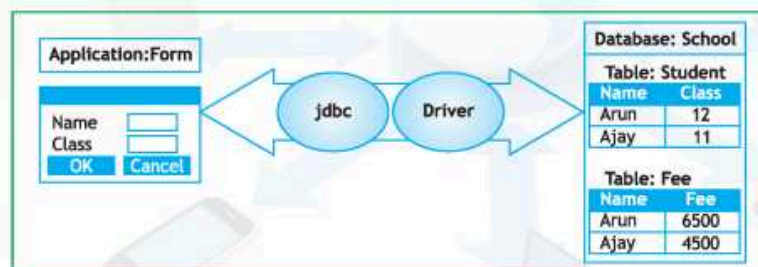 Application:Form
Name
Class
OK Cancel
jdbc Driver
Database: School
Table: Student
Name Class
Arun 12
Ajay 11
Table: Fee
Name Fee
Arun 6500
Ajay 4500